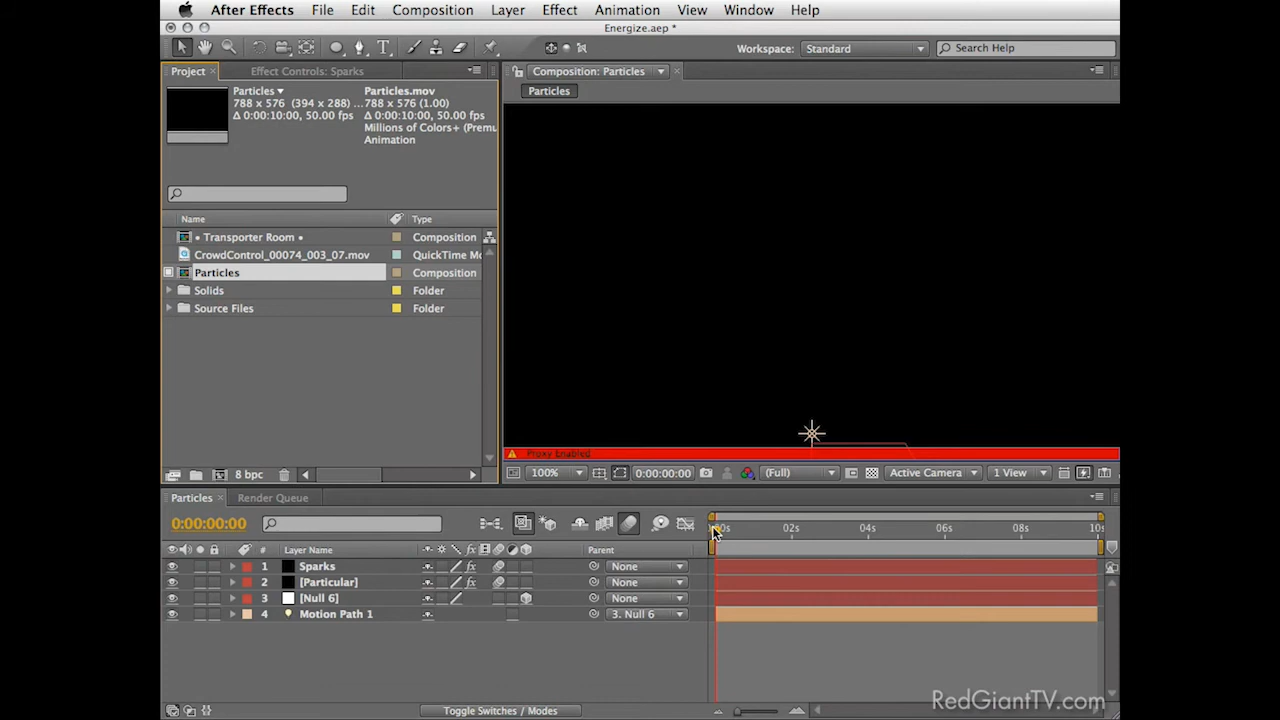 After Effects File Edit Composition Layer Effect Animation View Window Help
Energize.aep *
Workspace: Standard Search Help
Project Effect Controls: Sparks
Composition: Particles
Particles
Particles
788 x 576 (394 x 288) ...
Δ 0:00:10:00, 50.00 fps
Particles.mov
788 x 576 (1.00)
Δ 0:00:10:00, 50.00 fps
Millions of Colors+ (Premu
Animation
Name Type
• Transporter Room • Composition
CrowdControl_00074_003_07.mov QuickTime Mo
Particles Composition
Solids Folder
Source Files Folder
8 bpc
Proxy Enabled
100% 0:00:00:00 (Full) Active Camera 1 View
Particles Render Queue
0:00:00:00
00s 02s 04s 06s 08s 10s
# Layer Name Parent
1 Sparks None
2 [Particular] None
3 [Null 6] None
4 Motion Path 1 3. Null 6
Toggle Switches / Modes
RedGiantTV.com